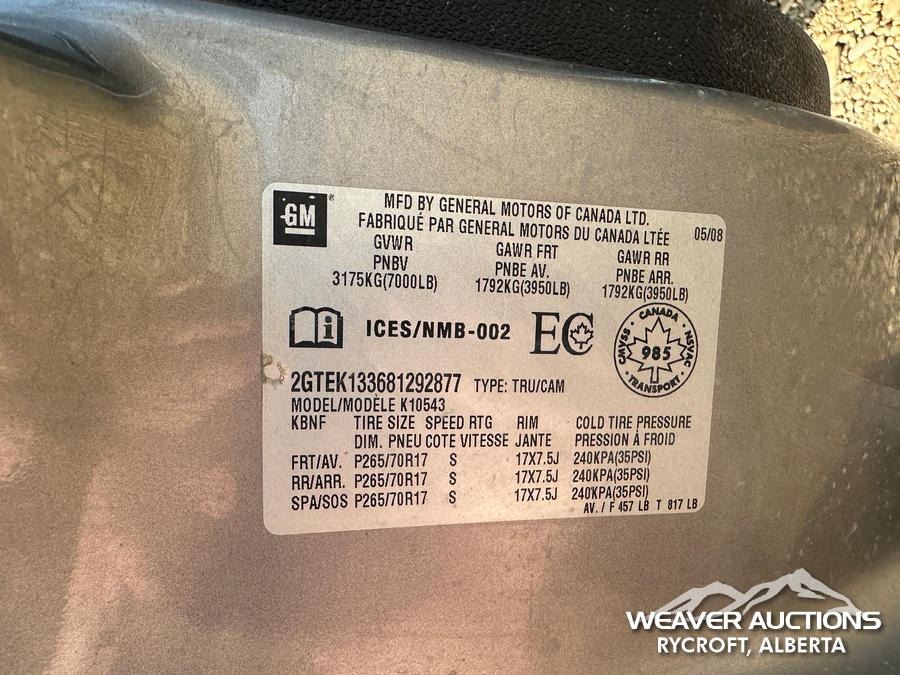 GM
MFD BY GENERAL MOTORS OF CANADA LTD.
FABRIQUÉ PAR GENERAL MOTORS DU CANADA LTÉE 05/08
GVWR GAWR FRT GAWR RR
PNBV PNBE AV. PNBE ARR.
3175KG(7000LB) 1792KG(3950LB) 1792KG(3950LB)
ICES/NMB-002 EC
CANADA
CMVSS 985 NSVAC
TRANSPORT
2GTEK133681292877 TYPE: TRU/CAM
MODEL/MODÈLE K10543
KBNF TIRE SIZE SPEED RTG RIM COLD TIRE PRESSURE
DIM. PNEU COTE VITESSE JANTE PRESSION À FROID
FRT/AV. P265/70R17 S 17X7.5J 240KPA(35PSI)
RR/ARR. P265/70R17 S 17X7.5J 240KPA(35PSI)
SPA/SOS P265/70R17 S 17X7.5J 240KPA(35PSI)
AV. / F 457 LB T 817 LB
WEAVER AUCTIONS
RYCROFT, ALBERTA